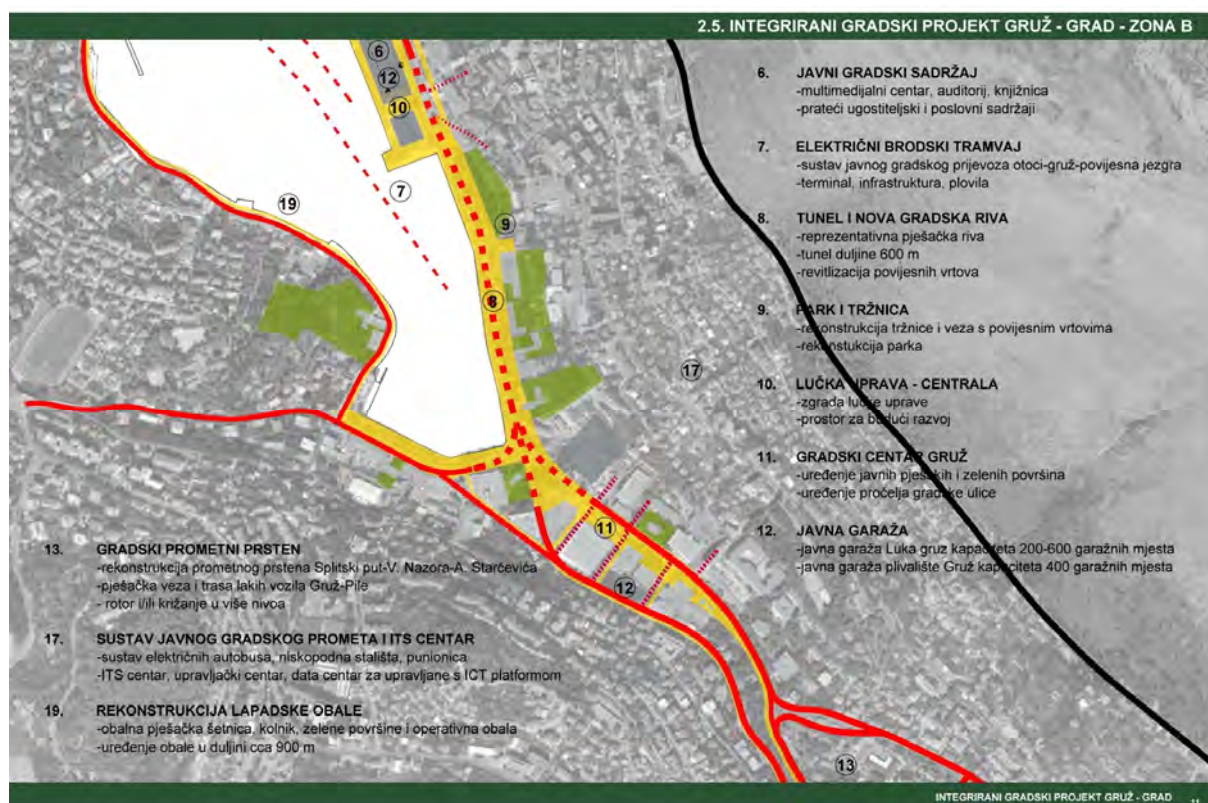 2.5. INTEGRIRANI GRADSKI PROJEKT GRUŽ - GRAD - ZONA B
6
12
10
7
19
9
8
17
11
12
13
6. JAVNI GRADSKI SADRŽAJ
-multimedijalni centar, auditorij, knjižnica
-prateći ugostiteljski i poslovni sadržaji
7. ELEKTRIČNI BRODSKI TRAMVAJ
-sustav javnog gradskog prijevoza otoci-gruž-povijesna jezgra
-terminal, infrastruktura, plovila
8. TUNEL I NOVA GRADSKA RIVA
-reprezentativna pješačka riva
-tunel duljine 600 m
-revitlizacija povijesnih vrtova
9. PARK I TRŽNICA
-rekonstrukcija tržnice i veza s povijesnim vrtovima
-rekonstukcija parka
10. LUČKA UPRAVA - CENTRALA
-zgrada lučke uprave
-prostor za budući razvoj
11. GRADSKI CENTAR GRUŽ
-uređenje javnih pješakih i zelenih površina
-uređenje pročelja gradske ulice
12. JAVNA GARAŽA
-javna garaža Luka gruz kapaciteta 200-600 garažnih mjesta
-javna garaža plivalište Gruž kapaciteta 400 garažnih mjesta
13. GRADSKI PROMETNI PRSTEN
-rekonstrukcija prometnog prstena Splitski put-V. Nazora-A. Starčevića
-pješačka veza i trasa lakih vozila Gruž-Pile
- rotor i/ili križanje u više nivoa
17. SUSTAV JAVNOG GRADSKOG PROMETA I ITS CENTAR
-sustav električnih autobusa, niskopodna stališta, punionica
-ITS centar, upravljački centar, data centar za upravljane s ICT platformom
19. REKONSTRUKCIJA LAPADSKE OBALE
-obalna pješačka šetnica, kolnik, zelene površine i operativna obala
-uređenje obale u duljini cca 900 m
INTEGRIRANI GRADSKI PROJEKT GRUŽ - GRAD